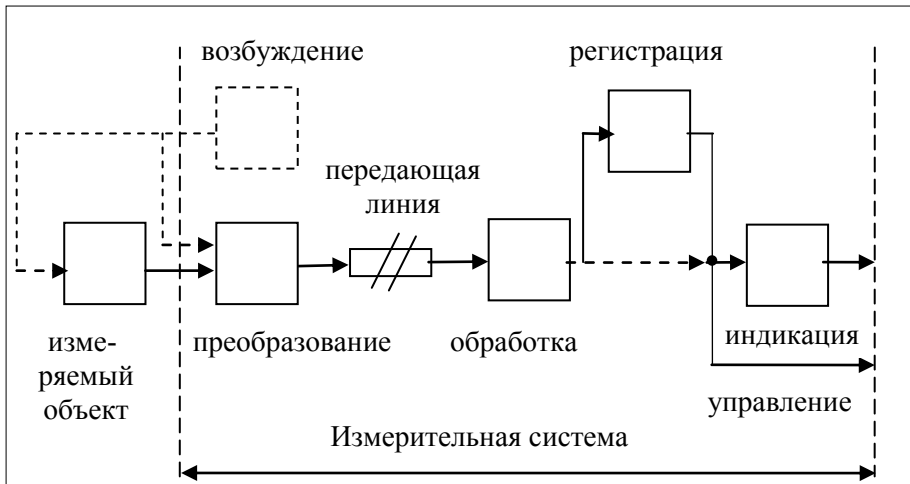 возбуждение
регистрация
передающая
линия
изме-
ряемый
объект
преобразование
обработка
индикация
управление
Измерительная система